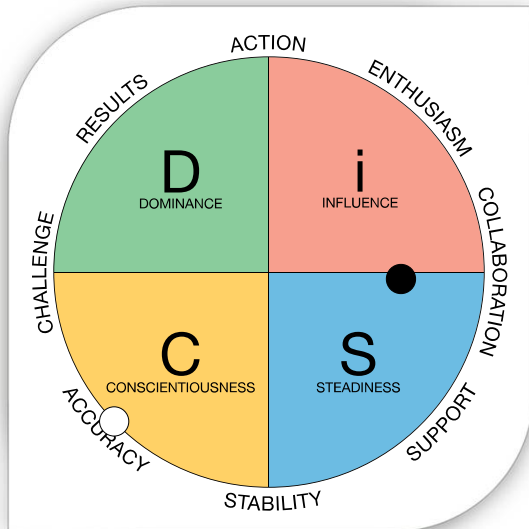 ACTION
RESULTS
ENTHUSIASM
D
DOMINANCE
i
INFLUENCE
CHALLENGE
COLLABORATION
C
CONSCIENTIOUSNESS
S
STEADINESS
ACCURACY
SUPPORT
STABILITY